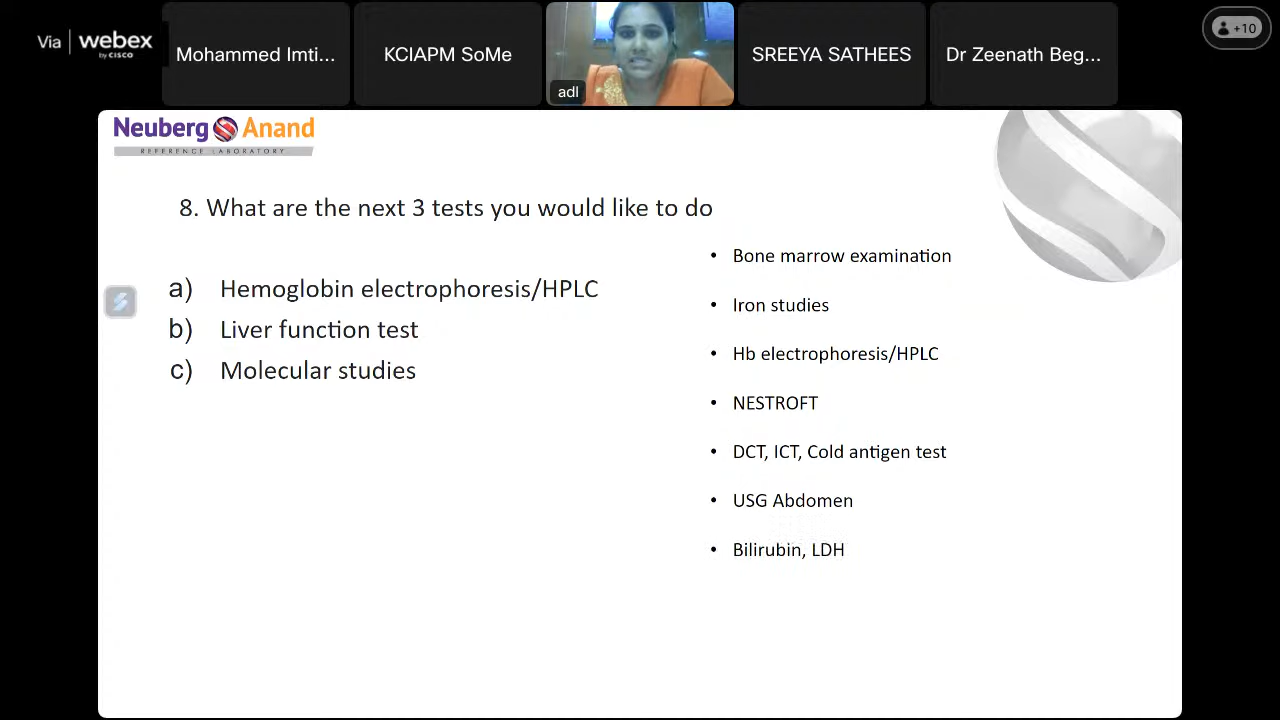 Via webex
by CISCO
Mohammed Imti...
KCIAPM SoMe
adl
SREEYA SATHEES
Dr Zeenath Beg...
+10
Neuberg Anand
REFERENCE LABORATORY
8. What are the next 3 tests you would like to do
a) Hemoglobin electrophoresis/HPLC
b) Liver function test
c) Molecular studies
• Bone marrow examination
• Iron studies
• Hb electrophoresis/HPLC
• NESTROFT
• DCT, ICT, Cold antigen test
• USG Abdomen
• Bilirubin, LDH